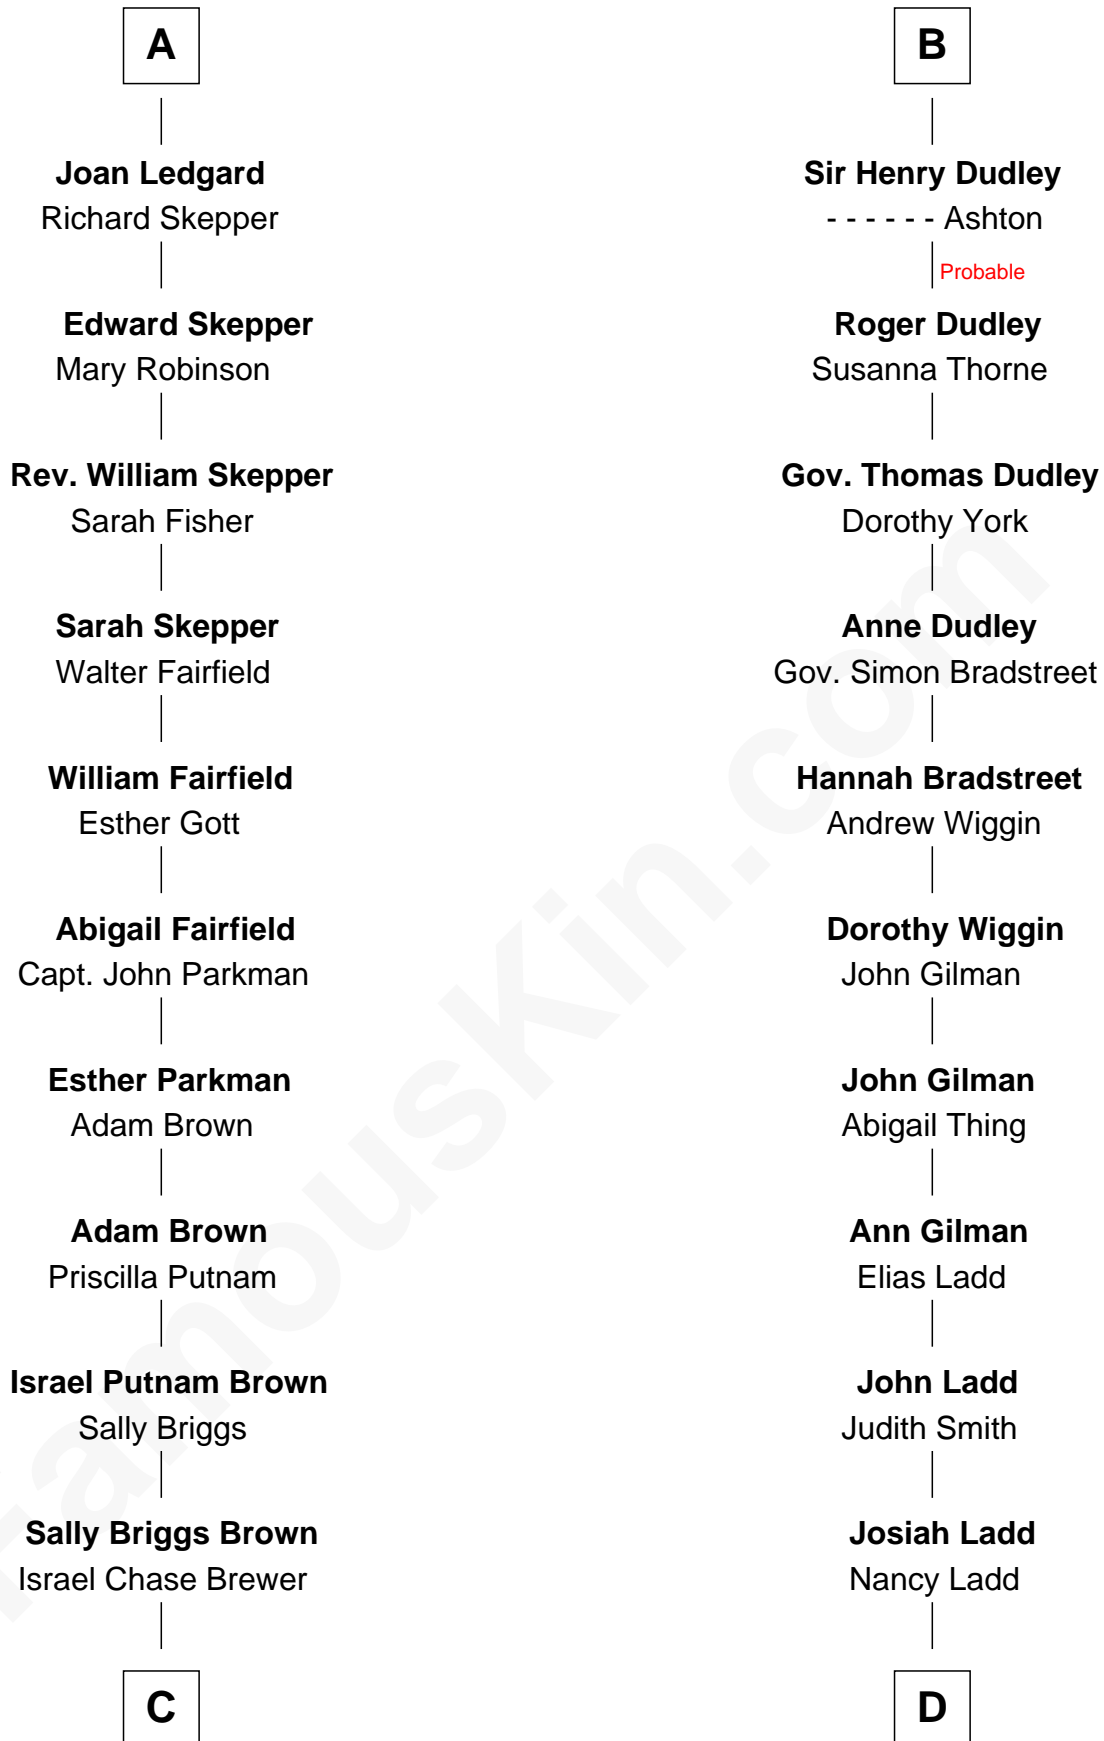 A
Joan Ledgard
Richard Skepper
Edward Skepper
Mary Robinson
Rev. William Skepper
Sarah Fisher
Sarah Skepper
Walter Fairfield
William Fairfield
Esther Gott
Abigail Fairfield
Capt. John Parkman
Esther Parkman
Adam Brown
Adam Brown
Priscilla Putnam
Israel Putnam Brown
Sally Briggs
Sally Briggs Brown
Israel Chase Brewer
C
B
Sir Henry Dudley
- - - - - - Ashton
Probable
Roger Dudley
Susanna Thorne
Gov. Thomas Dudley
Dorothy York
Anne Dudley
Gov. Simon Bradstreet
Hannah Bradstreet
Andrew Wiggin
Dorothy Wiggin
John Gilman
John Gilman
Abigail Thing
Ann Gilman
Elias Ladd
John Ladd
Judith Smith
Josiah Ladd
Nancy Ladd
D
FamousKin.com